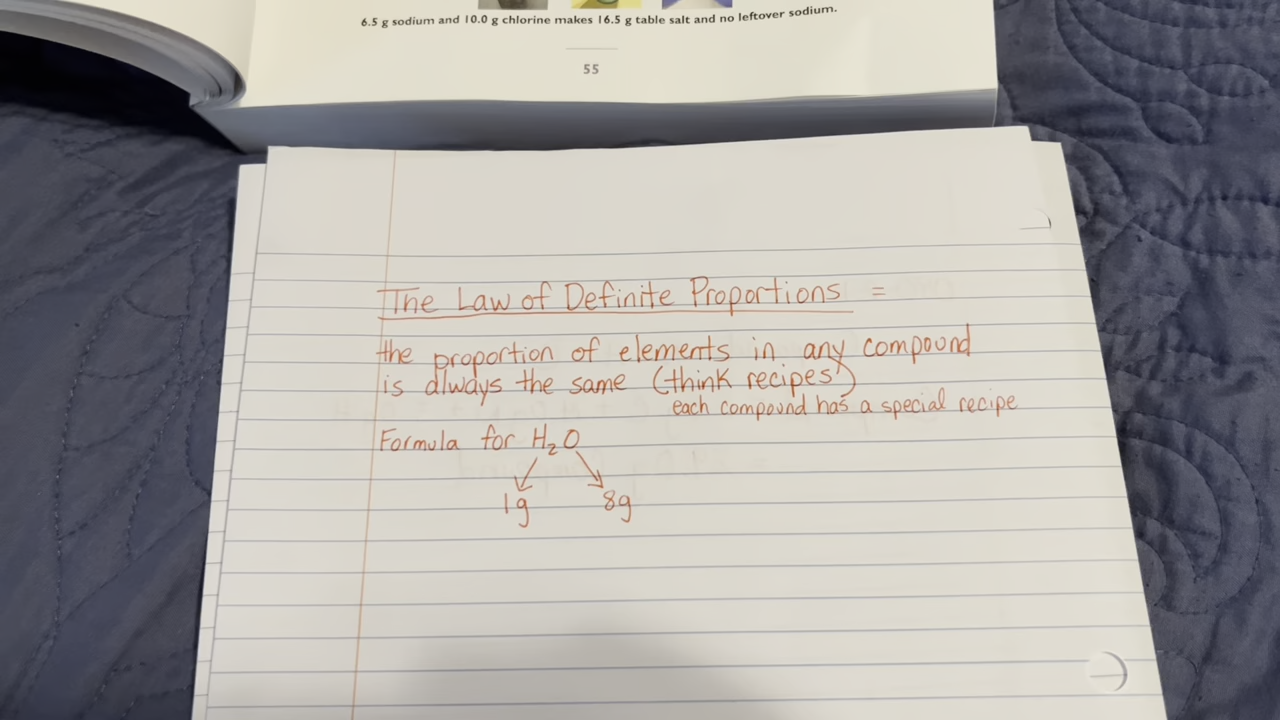 6.5 g sodium and 10.0 g chlorine makes 16.5 g table salt and no leftover sodium.
55
The Law of Definite Proportions =
the proportion of elements in any compound
is always the same (think recipes)
each compound has a special recipe
Formula for H₂O
1g 8g